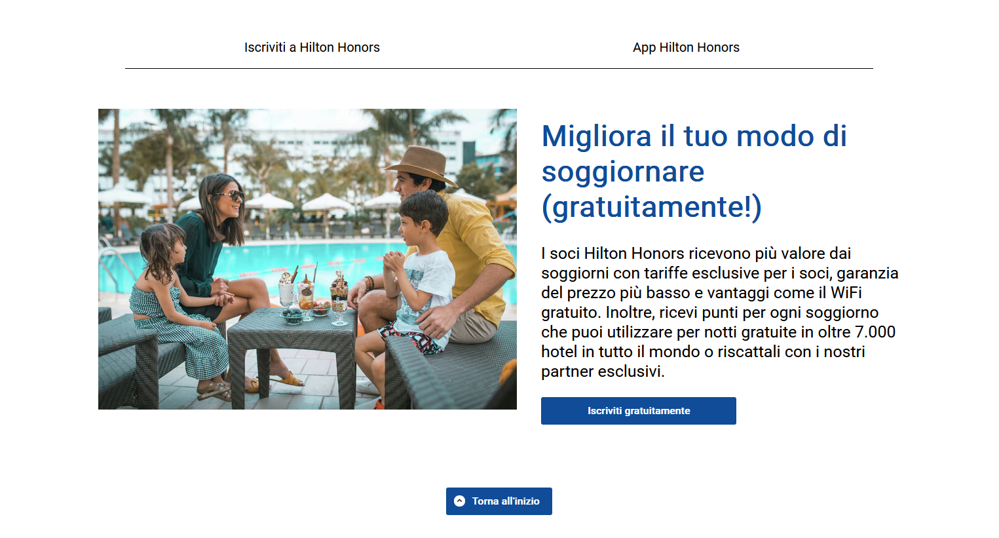 Iscriviti a Hilton Honors
App Hilton Honors
Migliora il tuo modo di
soggiornare
(gratuitamente!)
I soci Hilton Honors ricevono più valore dai
soggiorni con tariffe esclusive per i soci, garanzia
del prezzo più basso e vantaggi come il WiFi
gratuito. Inoltre, ricevi punti per ogni soggiorno
che puoi utilizzare per notti gratuite in oltre 7.000
hotel in tutto il mondo o riscattali con i nostri
partner esclusivi.
Iscriviti gratuitamente
Torna all'inizio